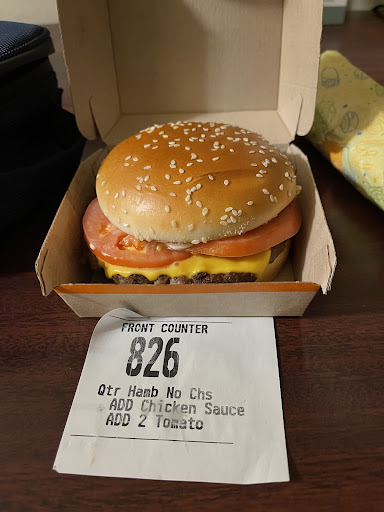 FRONT COUNTER
826
Qtr Hamb No Chs
ADD Chicken Sauce
ADD 2 Tomato